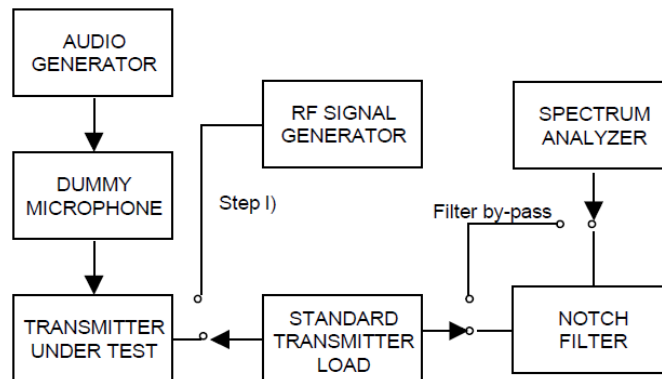 AUDIO
GENERATOR
RF SIGNAL
GENERATOR
SPECTRUM
ANALYZER
DUMMY
MICROPHONE
Step I)
Filter by-pass
TRANSMITTER
UNDER TEST
STANDARD
TRANSMITTER
LOAD
NOTCH
FILTER